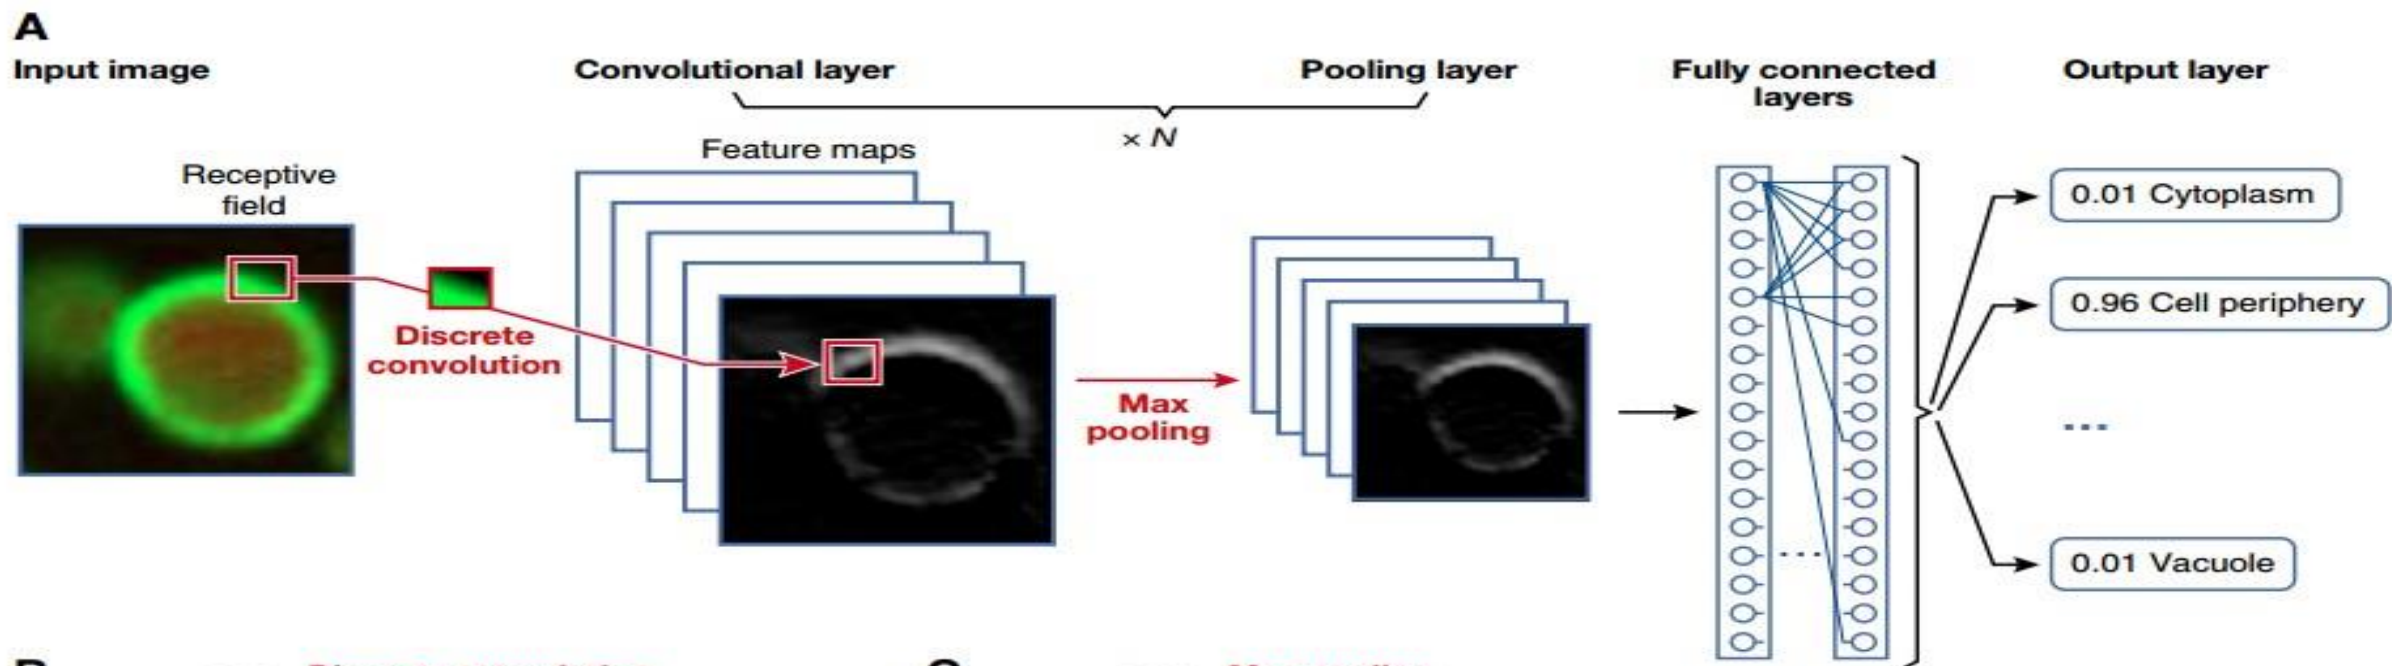 A
Input image
Convolutional layer
Pooling layer
Fully connected
layers
Output layer
× N
Feature maps
Receptive
field
Discrete
convolution
Max
pooling
0.01 Cytoplasm
0.96 Cell periphery
...
0.01 Vacuole
...